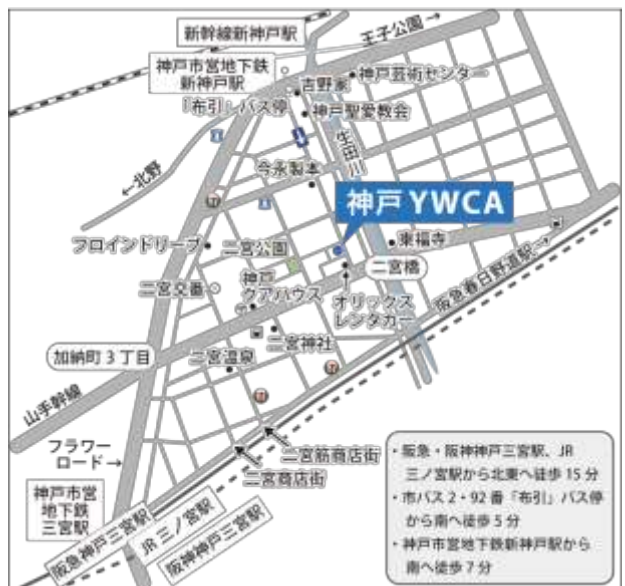 新幹線新神戸駅
王子公園→
神戸市営地下鉄
新神戸駅
吉野家
神戸芸術センター
「布引」バス停
神戸聖愛教会
生田川
←北野
今永製本
神戸 YWCA
フロインドリーブ
二宮公園
東福寺
二宮橋
阪急春日野道駅→
二宮交番
神戸
クアハウス
オリックス
レンタカー
二宮神社
加納町3丁目
二宮温泉
山手幹線
フラワー
ロード→
二宮筋商店街
二宮商店街
神戸市営
地下鉄
三宮駅
阪急神戸三宮駅
JR 三ノ宮駅
阪神神戸三宮駅
・阪急・阪神神戸三宮駅、JR
三ノ宮駅から北東へ徒歩 15 分
・市バス 2・92 番「布引」バス停
から南へ徒歩 5 分
・神戸市営地下鉄新神戸駅から
南へ徒歩 7 分